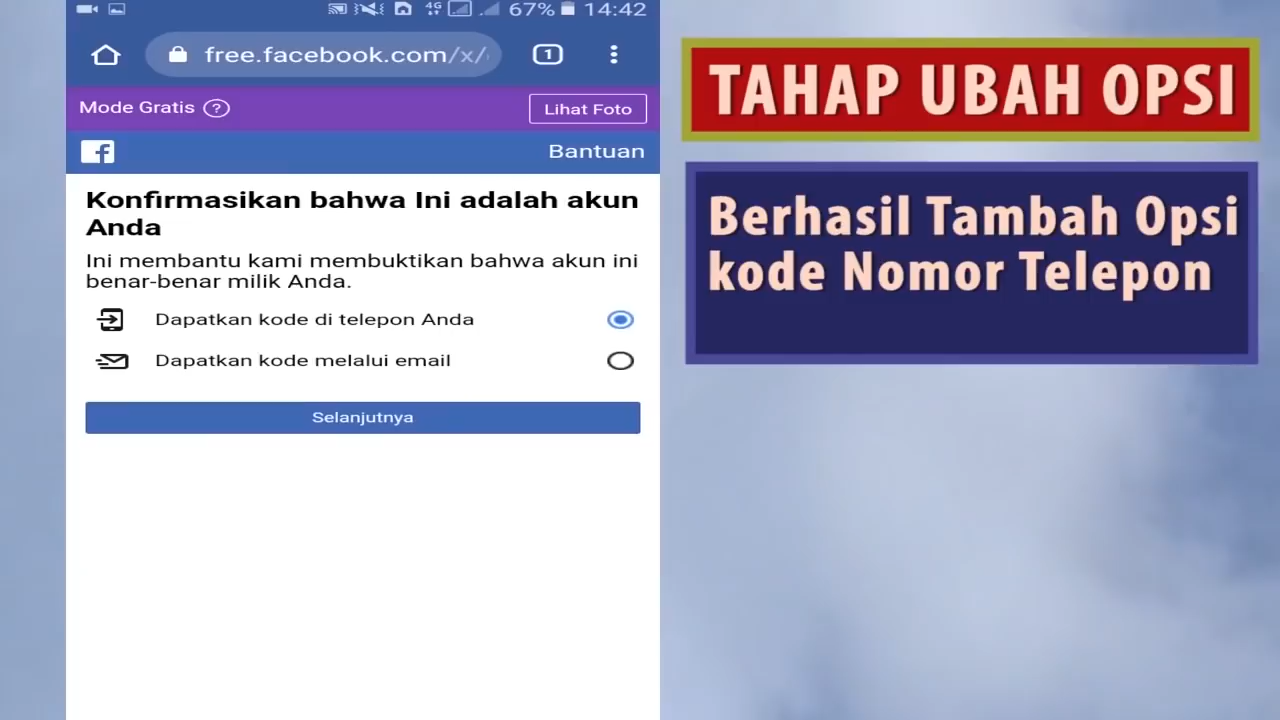 67% 14:42
free.facebook.com/x/
1
Mode Gratis ?
Lihat Foto
Bantuan
Konfirmasikan bahwa Ini adalah akun
Anda
Ini membantu kami membuktikan bahwa akun ini
benar-benar milik Anda.
Dapatkan kode di telepon Anda
Dapatkan kode melalui email
Selanjutnya
TAHAP UBAH OPSI
Berhasil Tambah Opsi
kode Nomor Telepon